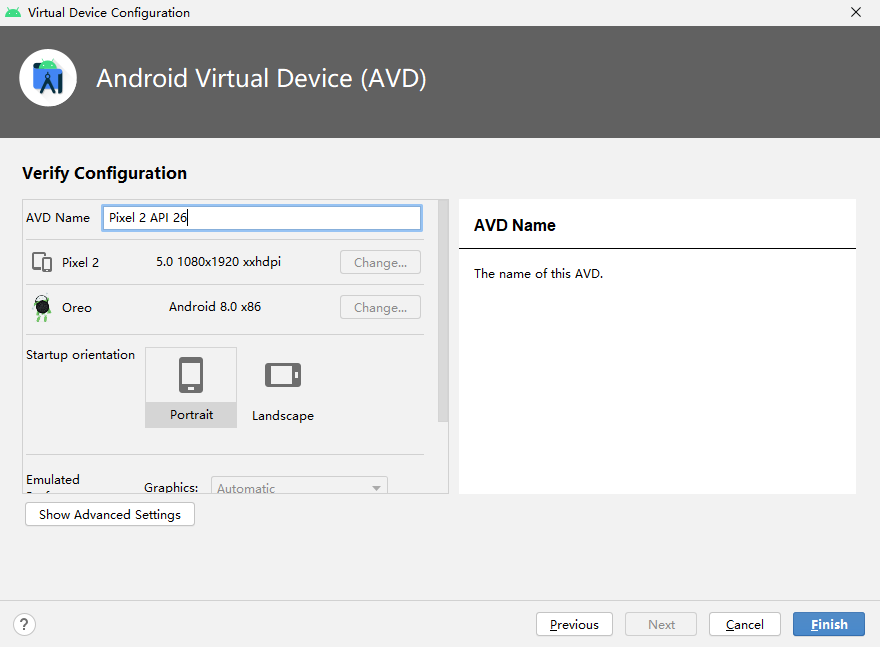 Virtual Device Configuration
Android Virtual Device (AVD)
Verify Configuration
AVD Name Pixel 2 API 26
Pixel 2 5.0 1080x1920 xxhdpi Change...
Oreo Android 8.0 x86 Change...
Startup orientation
Portrait Landscape
Emulated
Graphics: Automatic
Show Advanced Settings
AVD Name
The name of this AVD.
? Previous Next Cancel Finish